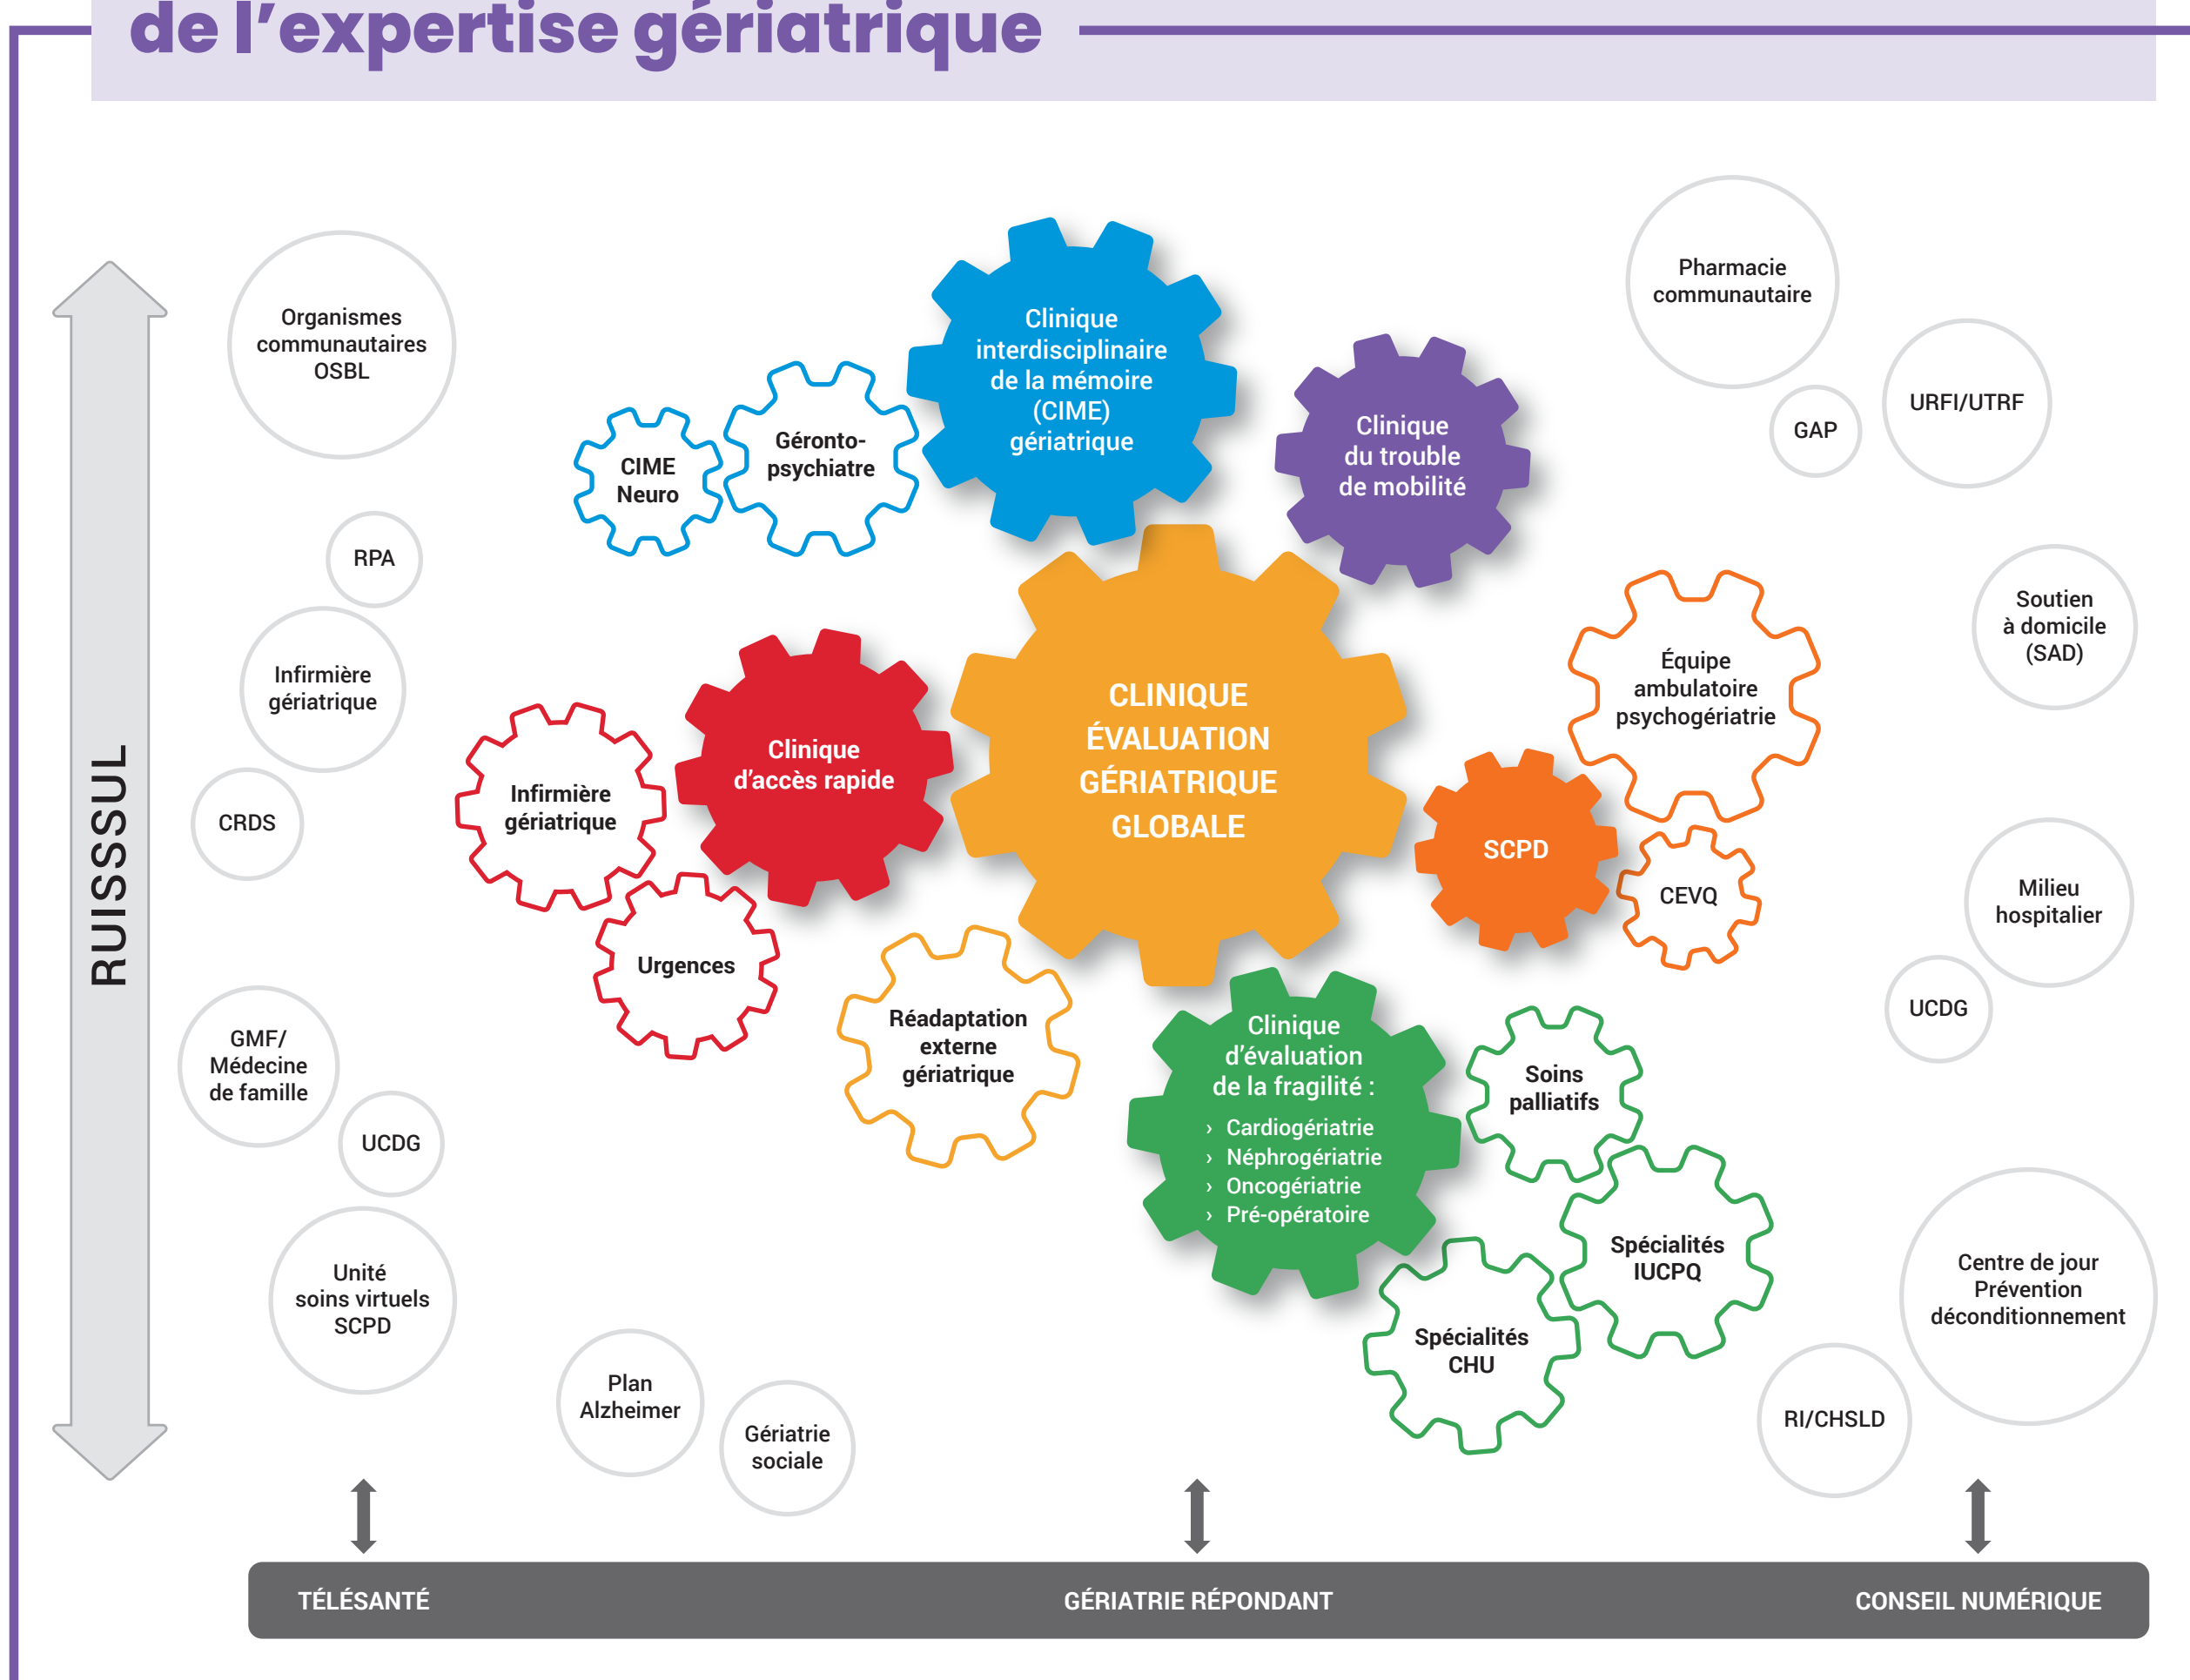 de l’expertise gériatrique
RUISSSUL
Organismes
communautaires
OSBL
RPA
Infirmière
gériatrique
CRDS
GMF/
Médecine
de famille
UCDG
Unité
soins virtuels
SCPD
Plan
Alzheimer
Gériatrie
sociale
CIME
Neuro
Géronto-
psychiatre
Clinique
interdisciplinaire
de la mémoire
(CIME)
gériatrique
Clinique
du trouble
de mobilité
Infirmière
gériatrique
Clinique
d’accès rapide
Urgences
CLINIQUE
ÉVALUATION
GÉRIATRIQUE
GLOBALE
Réadaptation
externe
gériatrique
Équipe
ambulatoire
psychogériatrie
SCPD
CEVQ
Clinique
d’évaluation
de la fragilité :
› Cardiogériatrie
› Néphrogériatrie
› Oncogériatrie
› Pré-opératoire
Soins
palliatifs
Spécialités
IUCPQ
Spécialités
CHU
Pharmacie
communautaire
GAP
URFI/UTRF
Soutien
à domicile
(SAD)
Milieu
hospitalier
UCDG
Centre de jour
Prévention
déconditionnement
RI/CHSLD
TÉLÉSANTÉ
GÉRIATRIE RÉPONDANT
CONSEIL NUMÉRIQUE